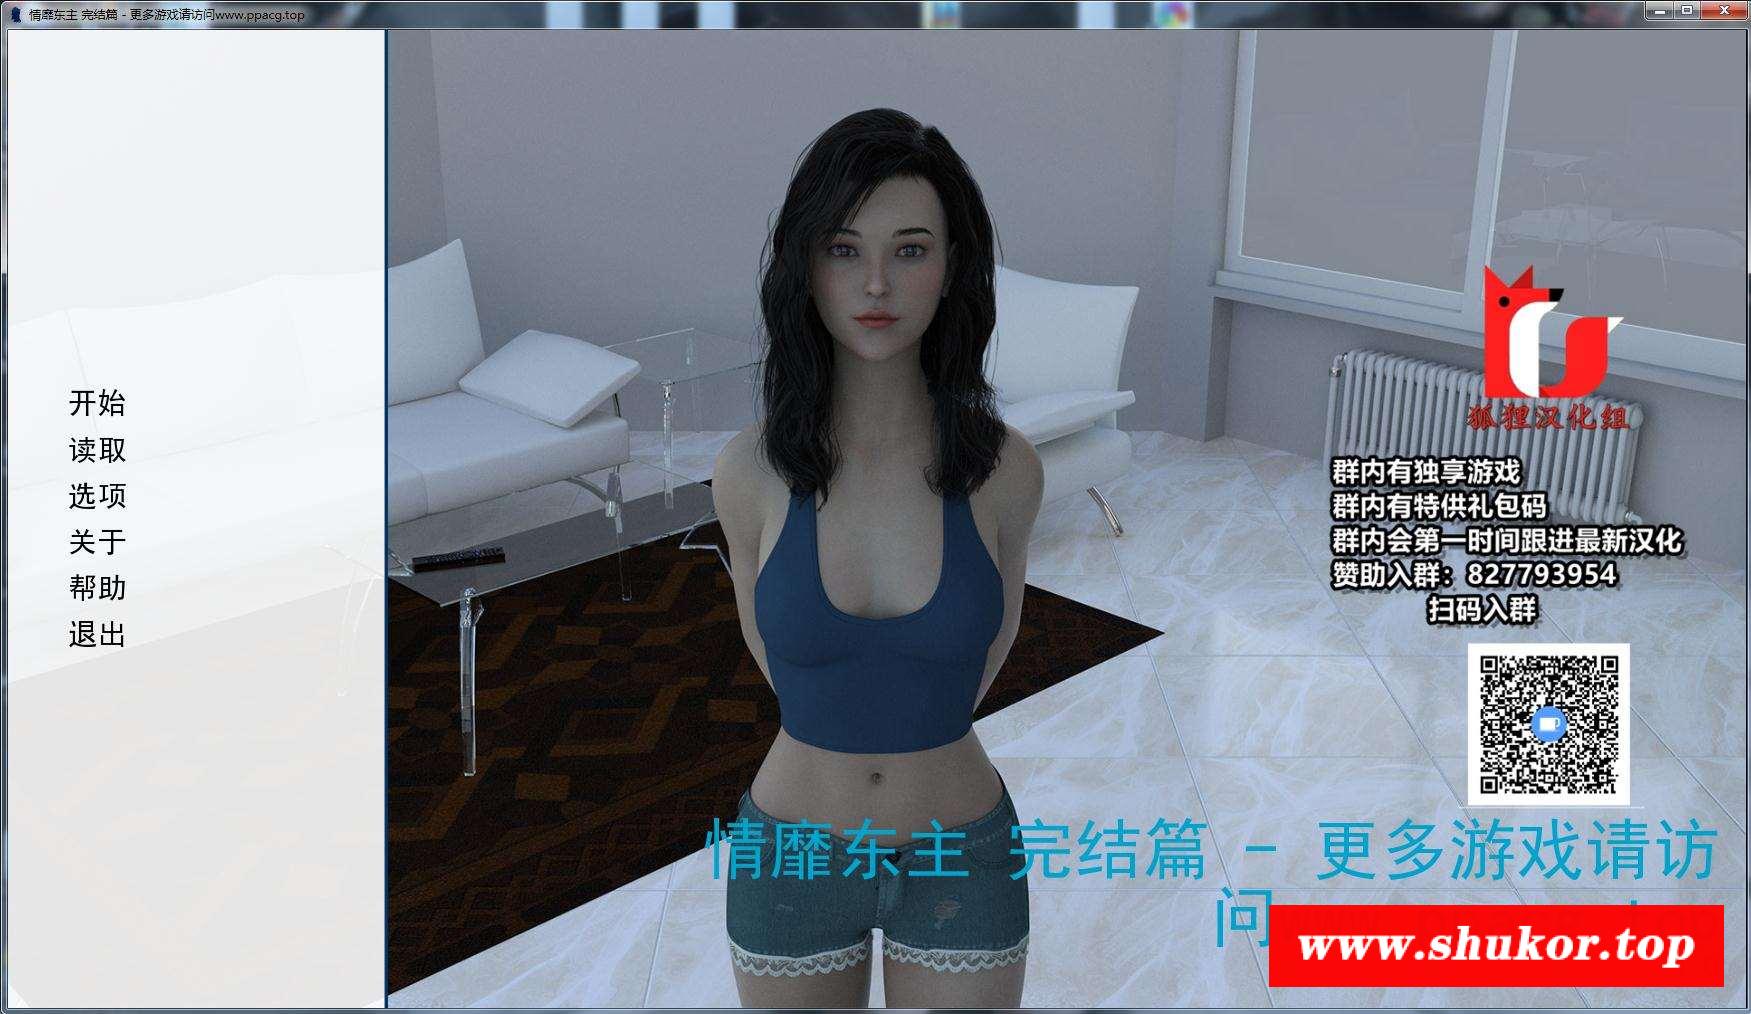 情靡东主 完结篇 - 更多游戏请访问www.ppacg.top
开始
读取
选项
关于
帮助
退出
狐狸汉化组
群内有独享游戏
群内有特供礼包码
群内会第一时间跟进最新汉化
赞助入群：827793954
扫码入群
情靡东主 完结篇 - 更多游戏请访
问
www.shukor.top